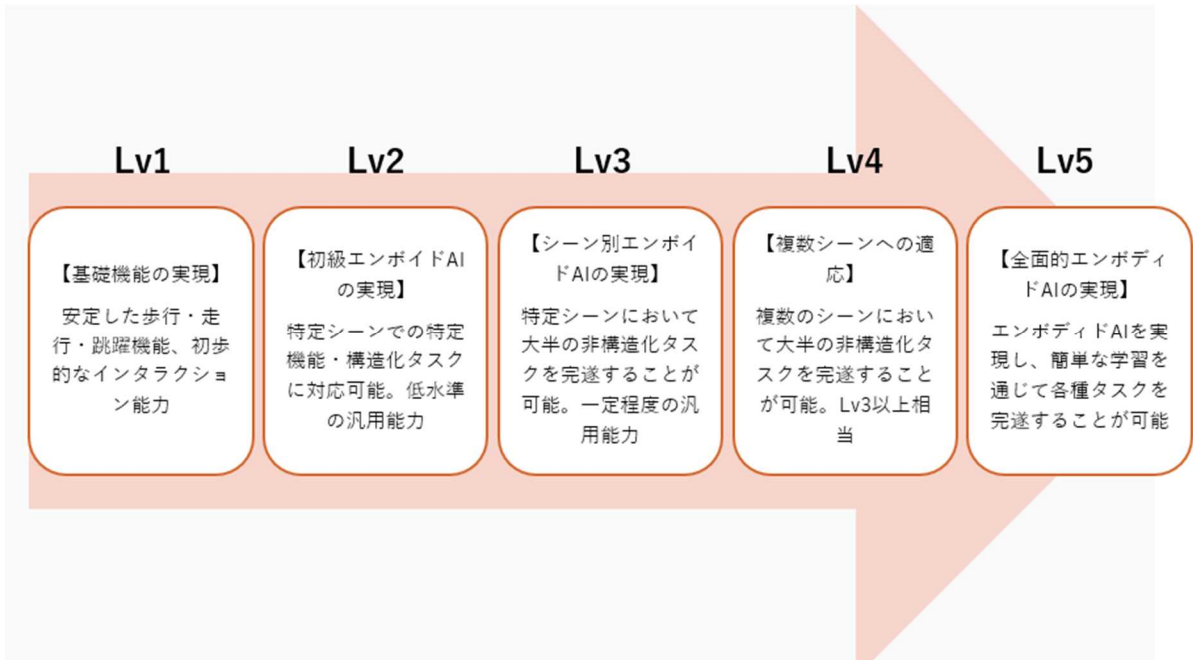 Lv1
【基礎機能の実現】
安定した歩行・走
行・跳躍機能、初歩
的なインタラクショ
ン能力
Lv2
【初級エンボイドAI
の実現】
特定シーンでの特定
機能・構造化タスク
に対応可能。低水準
の汎用能力
Lv3
【シーン別エンボイ
ドAIの実現】
特定シーンにおいて
大半の非構造化タス
クを完遂することが
可能。一定程度の汎
用能力
Lv4
【複数シーンへの適
応】
複数のシーンにおい
て大半の非構造化タ
スクを完遂すること
が可能。Lv3以上相
当
Lv5
【全面的エンボディ
ドAIの実現】
エンボディドAIを実
現し、簡単な学習を
通じて各種タスクを
完遂することが可能